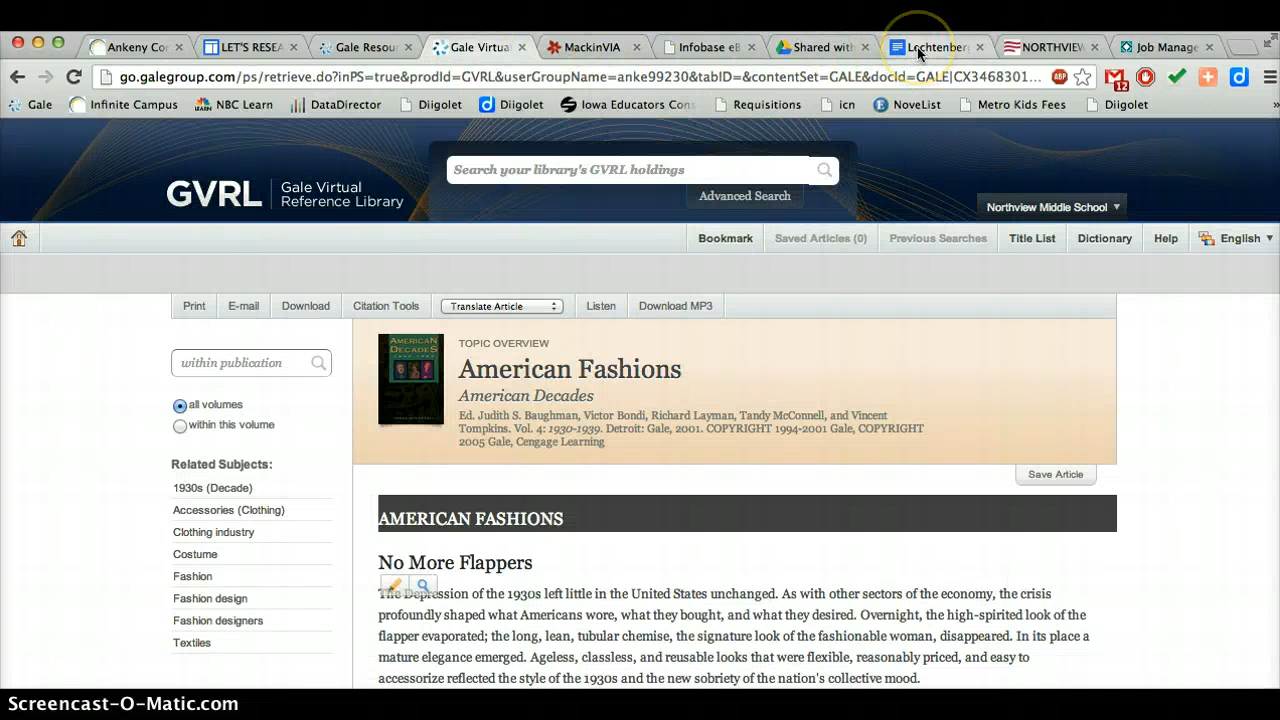 Ankeny Co
LET'S RESEA
Gale Resou
Gale Virtua
MackinVIA
Infobase eB
Shared with
Lochtenberg
NORTHVIEW
Job Manage
go.galegroup.com/ps/retrieve.do?inPS=true&prodId=GVRL&userGroupName=anke99230&tabID=&contentSet=GALE&docId=GALE|CX3468301...
ABP
12
d
Gale
Infinite Campus
NBC Learn
DataDirector
Diigolet
d Diigolet
Iowa Educators Cons
Requisitions
icn
E NoveList
Metro Kids Fees
Diigolet
»
Search your library's GVRL holdings
GVRL
Gale Virtual
Reference Library
Advanced Search
Northview Middle School
Bookmark
Saved Articles (0)
Previous Searches
Title List
Dictionary
Help
English
Print
E-mail
Download
Citation Tools
Translate Article
Listen
Download MP3
within publication
all volumes
within this volume
Related Subjects:
1930s (Decade)
Accessories (Clothing)
Clothing industry
Costume
Fashion
Fashion design
Fashion designers
Textiles
AMERICAN
DECADES
TOPIC OVERVIEW
American Fashions
American Decades
Ed. Judith S. Baughman, Victor Bondi, Richard Layman, Tandy McConnell, and Vincent
Tompkins. Vol. 4: 1930-1939. Detroit: Gale, 2001. COPYRIGHT 1994-2001 Gale, COPYRIGHT
2005 Gale, Cengage Learning
Save Article
AMERICAN FASHIONS
No More Flappers
The Depression of the 1930s left little in the United States unchanged. As with other sectors of the economy, the crisis
profoundly shaped what Americans wore, what they bought, and what they desired. Overnight, the high-spirited look of the
flapper evaporated; the long, lean, tubular chemise, the signature look of the fashionable woman, disappeared. In its place a
mature elegance emerged. Ageless, classless, and reusable looks that were flexible, reasonably priced, and easy to
accessorize reflected the style of the 1930s and the new sobriety of the nation's collective mood.
Screencast-O-Matic.com